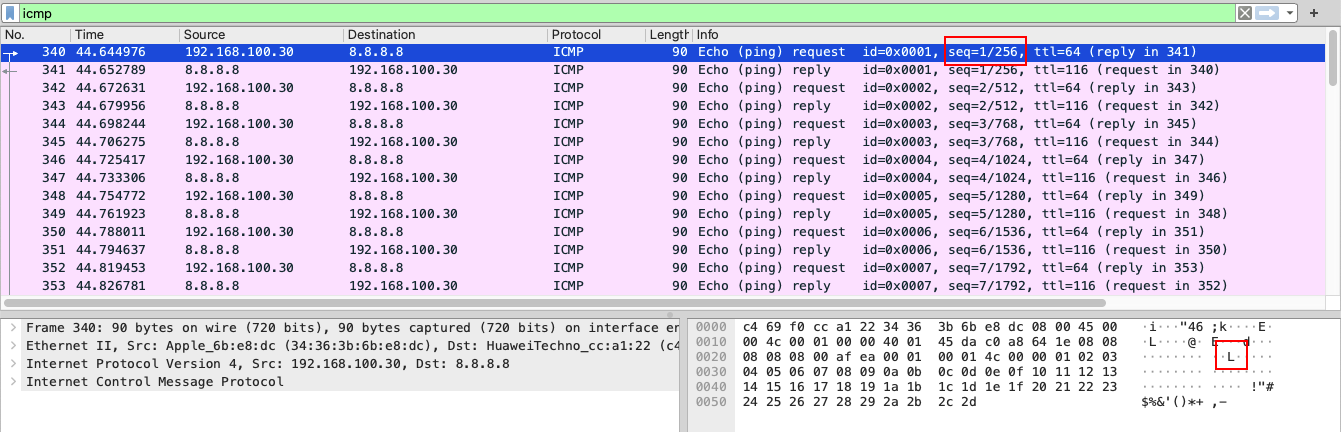 icmp
No. Time Source Destination Protocol Length Info
340 44.644976 192.168.100.30 8.8.8.8 ICMP 90 Echo (ping) request id=0x0001, seq=1/256, ttl=64 (reply in 341)
341 44.652789 8.8.8.8 192.168.100.30 ICMP 90 Echo (ping) reply id=0x0001, seq=1/256, ttl=116 (request in 340)
342 44.672631 192.168.100.30 8.8.8.8 ICMP 90 Echo (ping) request id=0x0002, seq=2/512, ttl=64 (reply in 343)
343 44.679956 8.8.8.8 192.168.100.30 ICMP 90 Echo (ping) reply id=0x0002, seq=2/512, ttl=116 (request in 342)
344 44.698244 192.168.100.30 8.8.8.8 ICMP 90 Echo (ping) request id=0x0003, seq=3/768, ttl=64 (reply in 345)
345 44.706275 8.8.8.8 192.168.100.30 ICMP 90 Echo (ping) reply id=0x0003, seq=3/768, ttl=116 (request in 344)
346 44.725417 192.168.100.30 8.8.8.8 ICMP 90 Echo (ping) request id=0x0004, seq=4/1024, ttl=64 (reply in 347)
347 44.733306 8.8.8.8 192.168.100.30 ICMP 90 Echo (ping) reply id=0x0004, seq=4/1024, ttl=116 (request in 346)
348 44.754772 192.168.100.30 8.8.8.8 ICMP 90 Echo (ping) request id=0x0005, seq=5/1280, ttl=64 (reply in 349)
349 44.761923 8.8.8.8 192.168.100.30 ICMP 90 Echo (ping) reply id=0x0005, seq=5/1280, ttl=116 (request in 348)
350 44.788011 192.168.100.30 8.8.8.8 ICMP 90 Echo (ping) request id=0x0006, seq=6/1536, ttl=64 (reply in 351)
351 44.794637 8.8.8.8 192.168.100.30 ICMP 90 Echo (ping) reply id=0x0006, seq=6/1536, ttl=116 (request in 350)
352 44.819453 192.168.100.30 8.8.8.8 ICMP 90 Echo (ping) request id=0x0007, seq=7/1792, ttl=64 (reply in 353)
353 44.826781 8.8.8.8 192.168.100.30 ICMP 90 Echo (ping) reply id=0x0007, seq=7/1792, ttl=116 (request in 352)
Frame 340: 90 bytes on wire (720 bits), 90 bytes captured (720 bits) on interface en
Ethernet II, Src: Apple_6b:e8:dc (34:36:3b:6b:e8:dc), Dst: HuaweiTechno_cc:a1:22 (c4
Internet Protocol Version 4, Src: 192.168.100.30, Dst: 8.8.8.8
Internet Control Message Protocol
0000 c4 69 f0 cc a1 22 34 36 3b 6b e8 dc 08 00 45 00 ·i···"46 ;k····E·
0010 00 4c 00 01 00 00 40 01 45 da c0 a8 64 1e 08 08 ·L····@· E···d···
0020 08 08 08 00 af ea 00 01 00 01 4c 00 00 01 02 03 ········ ··L·····
0030 04 05 06 07 08 09 0a 0b 0c 0d 0e 0f 10 11 12 13 ········ ········
0040 14 15 16 17 18 19 1a 1b 1c 1d 1e 1f 20 21 22 23 ········ ···· !"#
0050 24 25 26 27 28 29 2a 2b 2c 2d $%&'()*+ ,-